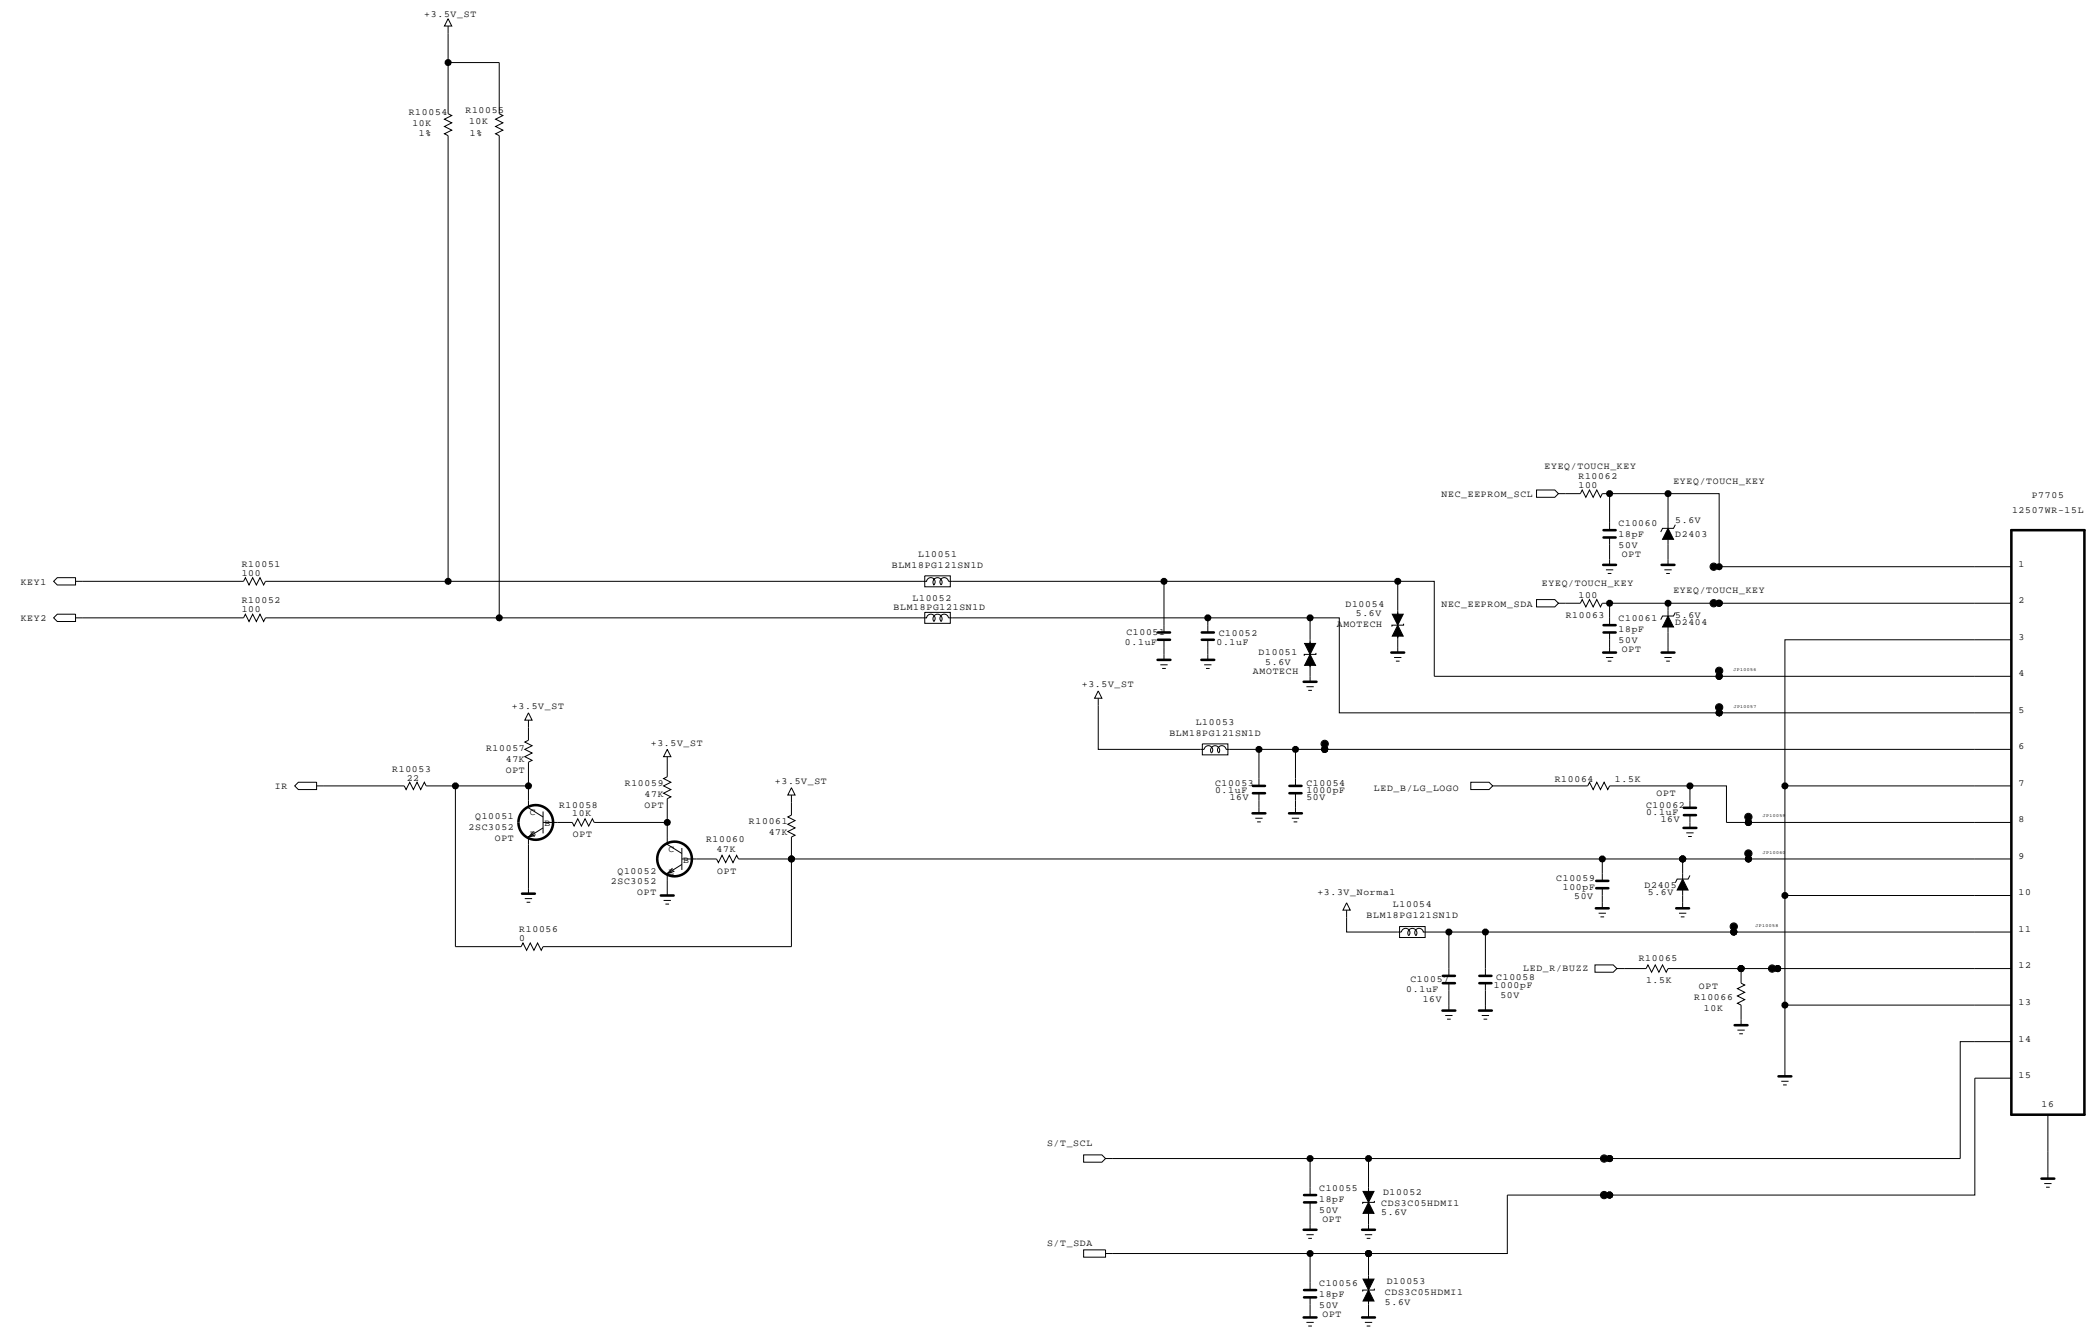 +3.5V_ST
R10054
10K
1%
R10055
10K
1%
EYEQ/TOUCH_KEY
R10062
100
EYEQ/TOUCH_KEY
NEC_EEPROM_SCL
P7705
12507WR-15L
C10060
18pF
50V
OPT
5.6V
D2403
L10051
BLM18PG121SN1D
R10051
100
KEY1
1
EYEQ/TOUCH_KEY
100
R10063
EYEQ/TOUCH_KEY
NEC_EEPROM_SDA
L10052
BLM18PG121SN1D
R10052
100
KEY2
2
D10054
5.6V
AMOTECH
C10061
18pF
50V
OPT
5.6V
D2404
C10051
0.1uF
C10052
0.1uF
D10051
5.6V
AMOTECH
3
JP10056
4
+3.5V_ST
JP10057
5
+3.5V_ST
L10053
BLM18PG121SN1D
6
R10057
47K
OPT
+3.5V_ST
R10053
22
IR
R10059
47K
OPT
+3.5V_ST
C10053
0.1uF
16V
C10054
1000pF
50V
LED_B/LG_LOGO
R10064
1.5K
7
OPT
C10062
0.1uF
16V
8
Q10051
2SC3052
OPT
R10058
10K
OPT
R10061
47K
R10060
47K
OPT
JP10060
9
Q10052
2SC3052
OPT
C10059
100pF
50V
D2405
5.6V
10
+3.3V_Normal
L10054
BLM18PG121SN1D
JP10058
11
R10056
0
LED_R/BUZZ
R10065
1.5K
12
C10057
0.1uF
16V
C10058
1000pF
50V
OPT
R10066
10K
13
14
15
16
S/T_SCL
C10055
18pF
50V
OPT
D10052
CDS3C05HDMI1
5.6V
S/T_SDA
C10056
18pF
50V
OPT
D10053
CDS3C05HDMI1
5.6V